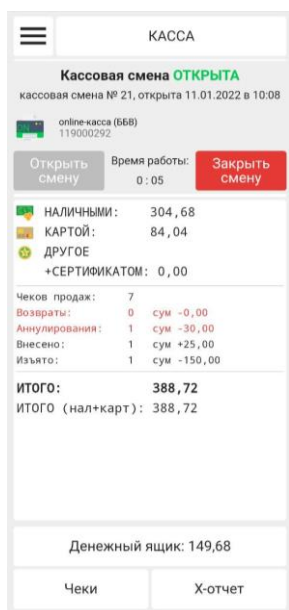 КАССА
Кассовая смена ОТКРЫТА
кассовая смена № 21, открыта 11.01.2022 в 10:08
online-касса (ББВ)
119000292
Открыть смену
Время работы:
0 : 05
Закрыть смену
НАЛИЧНЫМИ: 304,68
КАРТОЙ: 84,04
ДРУГОЕ
+СЕРТИФИКАТОМ: 0,00
Чеков продаж: 7
Возвраты: 0 сум -0,00
Аннулирования: 1 сум -30,00
Внесено: 1 сум +25,00
Изъято: 1 сум -150,00
ИТОГО: 388,72
ИТОГО (нал+карт): 388,72
Денежный ящик: 149,68
Чеки
X-отчет